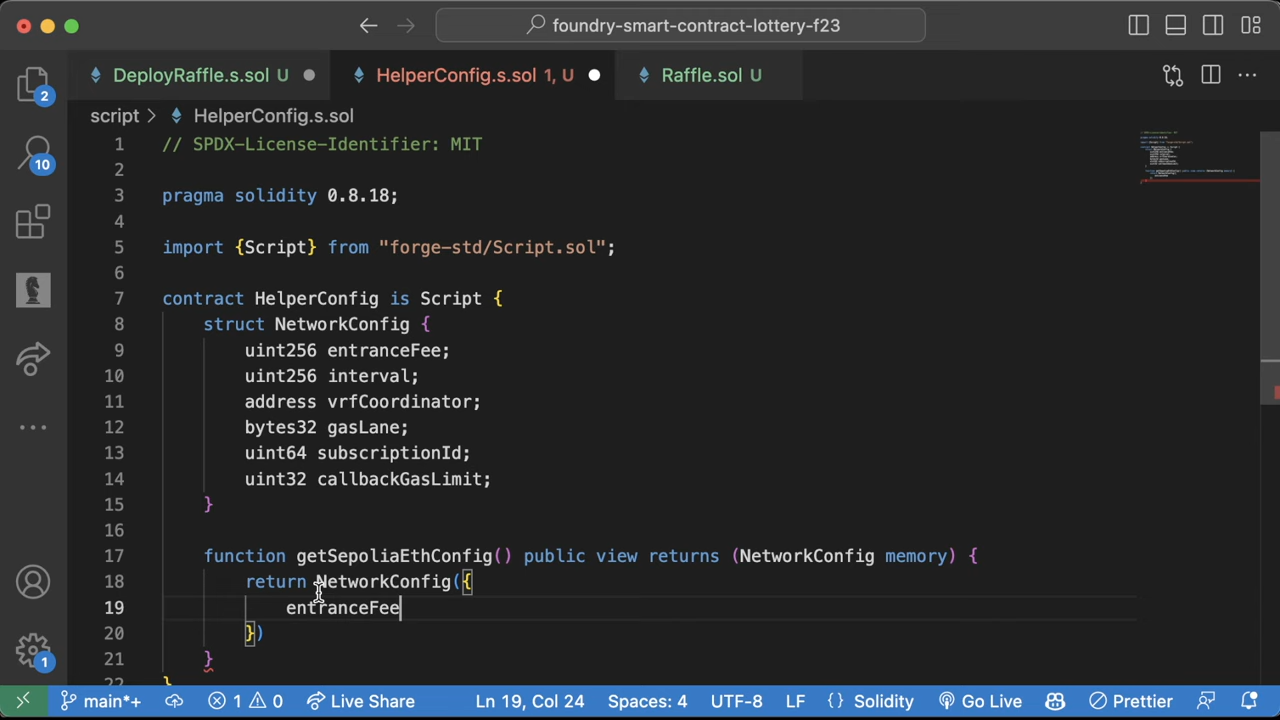 foundry-smart-contract-lottery-f23
DeployRaffle.s.sol U
HelperConfig.s.sol 1, U
Raffle.sol U
2
script > HelperConfig.s.sol
1 // SPDX-License-Identifier: MIT
2
3 pragma solidity 0.8.18;
4
5 import {Script} from "forge-std/Script.sol";
6
7 contract HelperConfig is Script {
8 struct NetworkConfig {
9 uint256 entranceFee;
10 uint256 interval;
11 address vrfCoordinator;
12 bytes32 gasLane;
13 uint64 subscriptionId;
14 uint32 callbackGasLimit;
15 }
16
17 function getSepoliaEthConfig() public view returns (NetworkConfig memory) {
18 return NetworkConfig({
19 entranceFee
20 })
21 }
22 }
10
1
main*+
1 0
Live Share
Ln 19, Col 24
Spaces: 4
UTF-8
LF
{} Solidity
Go Live
Prettier